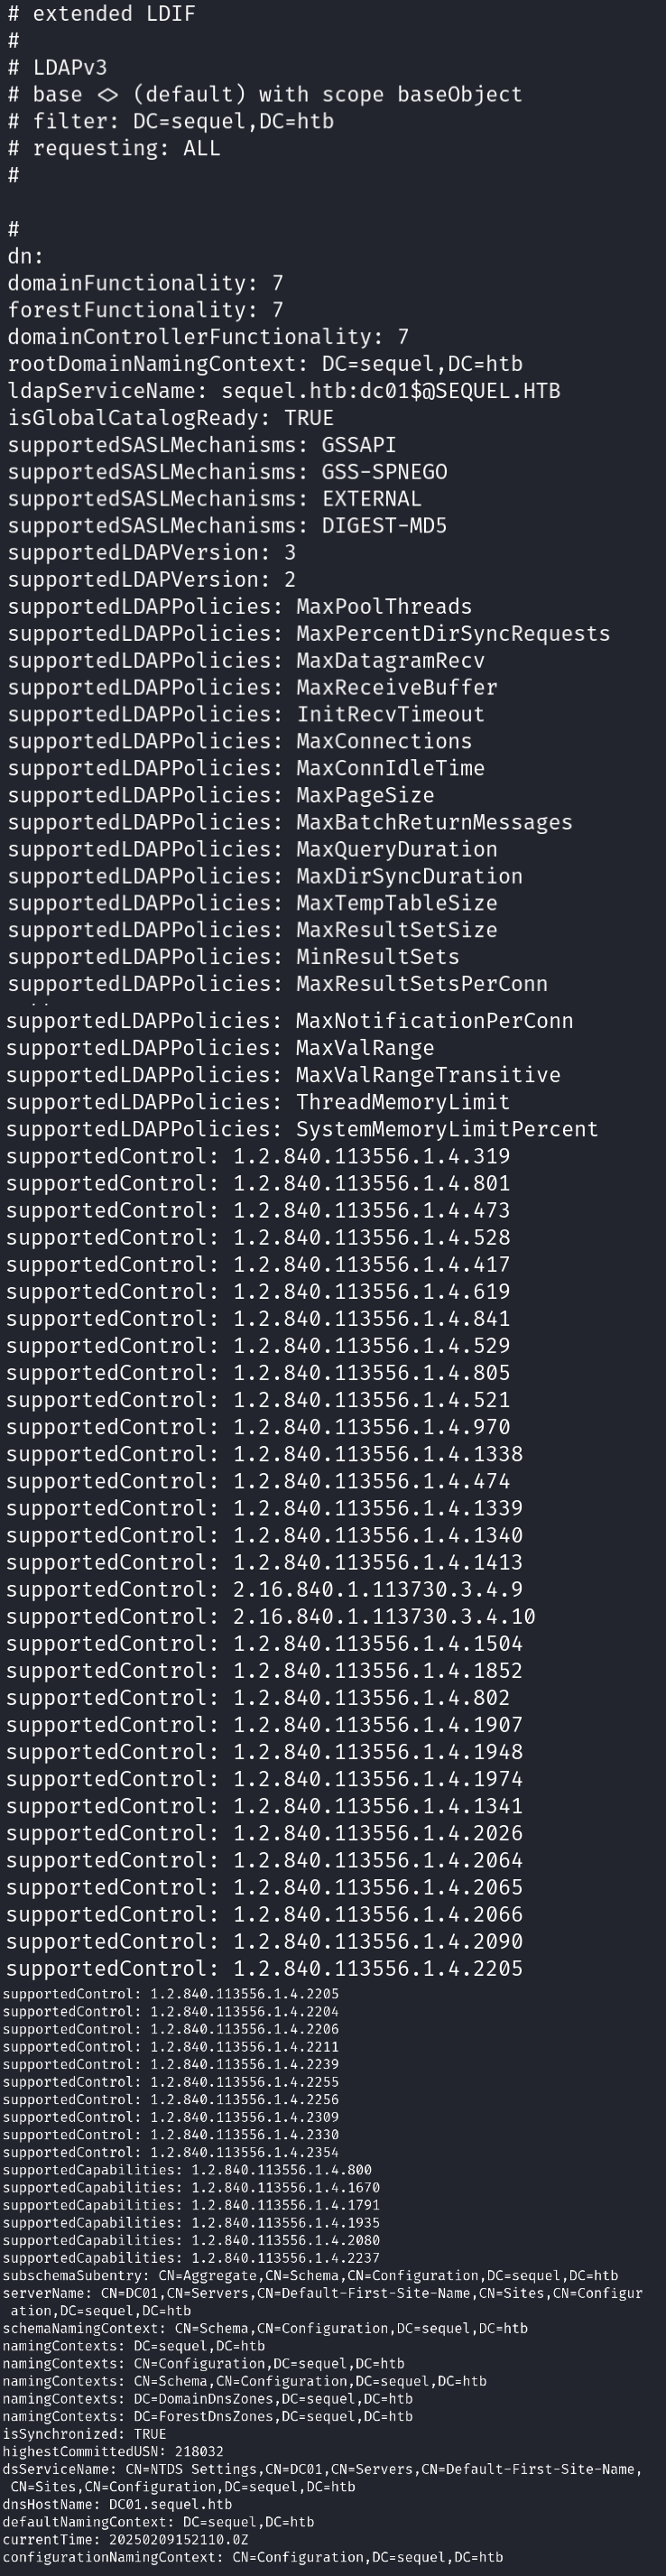 # extended LDIF
#
# LDAPv3
# base <> (default) with scope baseObject
# filter: DC=sequel,DC=htb
# requesting: ALL
#
#
dn:
domainFunctionality: 7
forestFunctionality: 7
domainControllerFunctionality: 7
rootDomainNamingContext: DC=sequel,DC=htb
ldapServiceName: sequel.htb:dc01$@SEQUEL.HTB
isGlobalCatalogReady: TRUE
supportedSASLMechanisms: GSSAPI
supportedSASLMechanisms: GSS-SPNEGO
supportedSASLMechanisms: EXTERNAL
supportedSASLMechanisms: DIGEST-MD5
supportedLDAPVersion: 3
supportedLDAPVersion: 2
supportedLDAPPolicies: MaxPoolThreads
supportedLDAPPolicies: MaxPercentDirSyncRequests
supportedLDAPPolicies: MaxDatagramRecv
supportedLDAPPolicies: MaxReceiveBuffer
supportedLDAPPolicies: InitRecvTimeout
supportedLDAPPolicies: MaxConnections
supportedLDAPPolicies: MaxConnIdleTime
supportedLDAPPolicies: MaxPageSize
supportedLDAPPolicies: MaxBatchReturnMessages
supportedLDAPPolicies: MaxQueryDuration
supportedLDAPPolicies: MaxDirSyncDuration
supportedLDAPPolicies: MaxTempTableSize
supportedLDAPPolicies: MaxResultSetSize
supportedLDAPPolicies: MinResultSets
supportedLDAPPolicies: MaxResultSetsPerConn
supportedLDAPPolicies: MaxNotificationPerConn
supportedLDAPPolicies: MaxValRange
supportedLDAPPolicies: MaxValRangeTransitive
supportedLDAPPolicies: ThreadMemoryLimit
supportedLDAPPolicies: SystemMemoryLimitPercent
supportedControl: 1.2.840.113556.1.4.319
supportedControl: 1.2.840.113556.1.4.801
supportedControl: 1.2.840.113556.1.4.473
supportedControl: 1.2.840.113556.1.4.528
supportedControl: 1.2.840.113556.1.4.417
supportedControl: 1.2.840.113556.1.4.619
supportedControl: 1.2.840.113556.1.4.841
supportedControl: 1.2.840.113556.1.4.529
supportedControl: 1.2.840.113556.1.4.805
supportedControl: 1.2.840.113556.1.4.521
supportedControl: 1.2.840.113556.1.4.970
supportedControl: 1.2.840.113556.1.4.1338
supportedControl: 1.2.840.113556.1.4.474
supportedControl: 1.2.840.113556.1.4.1339
supportedControl: 1.2.840.113556.1.4.1340
supportedControl: 1.2.840.113556.1.4.1413
supportedControl: 2.16.840.1.113730.3.4.9
supportedControl: 2.16.840.1.113730.3.4.10
supportedControl: 1.2.840.113556.1.4.1504
supportedControl: 1.2.840.113556.1.4.1852
supportedControl: 1.2.840.113556.1.4.802
supportedControl: 1.2.840.113556.1.4.1907
supportedControl: 1.2.840.113556.1.4.1948
supportedControl: 1.2.840.113556.1.4.1974
supportedControl: 1.2.840.113556.1.4.1341
supportedControl: 1.2.840.113556.1.4.2026
supportedControl: 1.2.840.113556.1.4.2064
supportedControl: 1.2.840.113556.1.4.2065
supportedControl: 1.2.840.113556.1.4.2066
supportedControl: 1.2.840.113556.1.4.2090
supportedControl: 1.2.840.113556.1.4.2205
supportedControl: 1.2.840.113556.1.4.2205
supportedControl: 1.2.840.113556.1.4.2204
supportedControl: 1.2.840.113556.1.4.2206
supportedControl: 1.2.840.113556.1.4.2211
supportedControl: 1.2.840.113556.1.4.2239
supportedControl: 1.2.840.113556.1.4.2255
supportedControl: 1.2.840.113556.1.4.2256
supportedControl: 1.2.840.113556.1.4.2309
supportedControl: 1.2.840.113556.1.4.2330
supportedControl: 1.2.840.113556.1.4.2354
supportedCapabilities: 1.2.840.113556.1.4.800
supportedCapabilities: 1.2.840.113556.1.4.1670
supportedCapabilities: 1.2.840.113556.1.4.1791
supportedCapabilities: 1.2.840.113556.1.4.1935
supportedCapabilities: 1.2.840.113556.1.4.2080
supportedCapabilities: 1.2.840.113556.1.4.2237
subschemaSubentry: CN=Aggregate,CN=Schema,CN=Configuration,DC=sequel,DC=htb
serverName: CN=DC01,CN=Servers,CN=Default-First-Site-Name,CN=Sites,CN=Configur
ation,DC=sequel,DC=htb
schemaNamingContext: CN=Schema,CN=Configuration,DC=sequel,DC=htb
namingContexts: DC=sequel,DC=htb
namingContexts: CN=Configuration,DC=sequel,DC=htb
namingContexts: CN=Schema,CN=Configuration,DC=sequel,DC=htb
namingContexts: DC=DomainDnsZones,DC=sequel,DC=htb
namingContexts: DC=ForestDnsZones,DC=sequel,DC=htb
isSynchronized: TRUE
highestCommittedUSN: 218032
dsServiceName: CN=NTDS Settings,CN=DC01,CN=Servers,CN=Default-First-Site-Name,
CN=Sites,CN=Configuration,DC=sequel,DC=htb
dnsHostName: DC01.sequel.htb
defaultNamingContext: DC=sequel,DC=htb
currentTime: 20250209152110.0Z
configurationNamingContext: CN=Configuration,DC=sequel,DC=htb